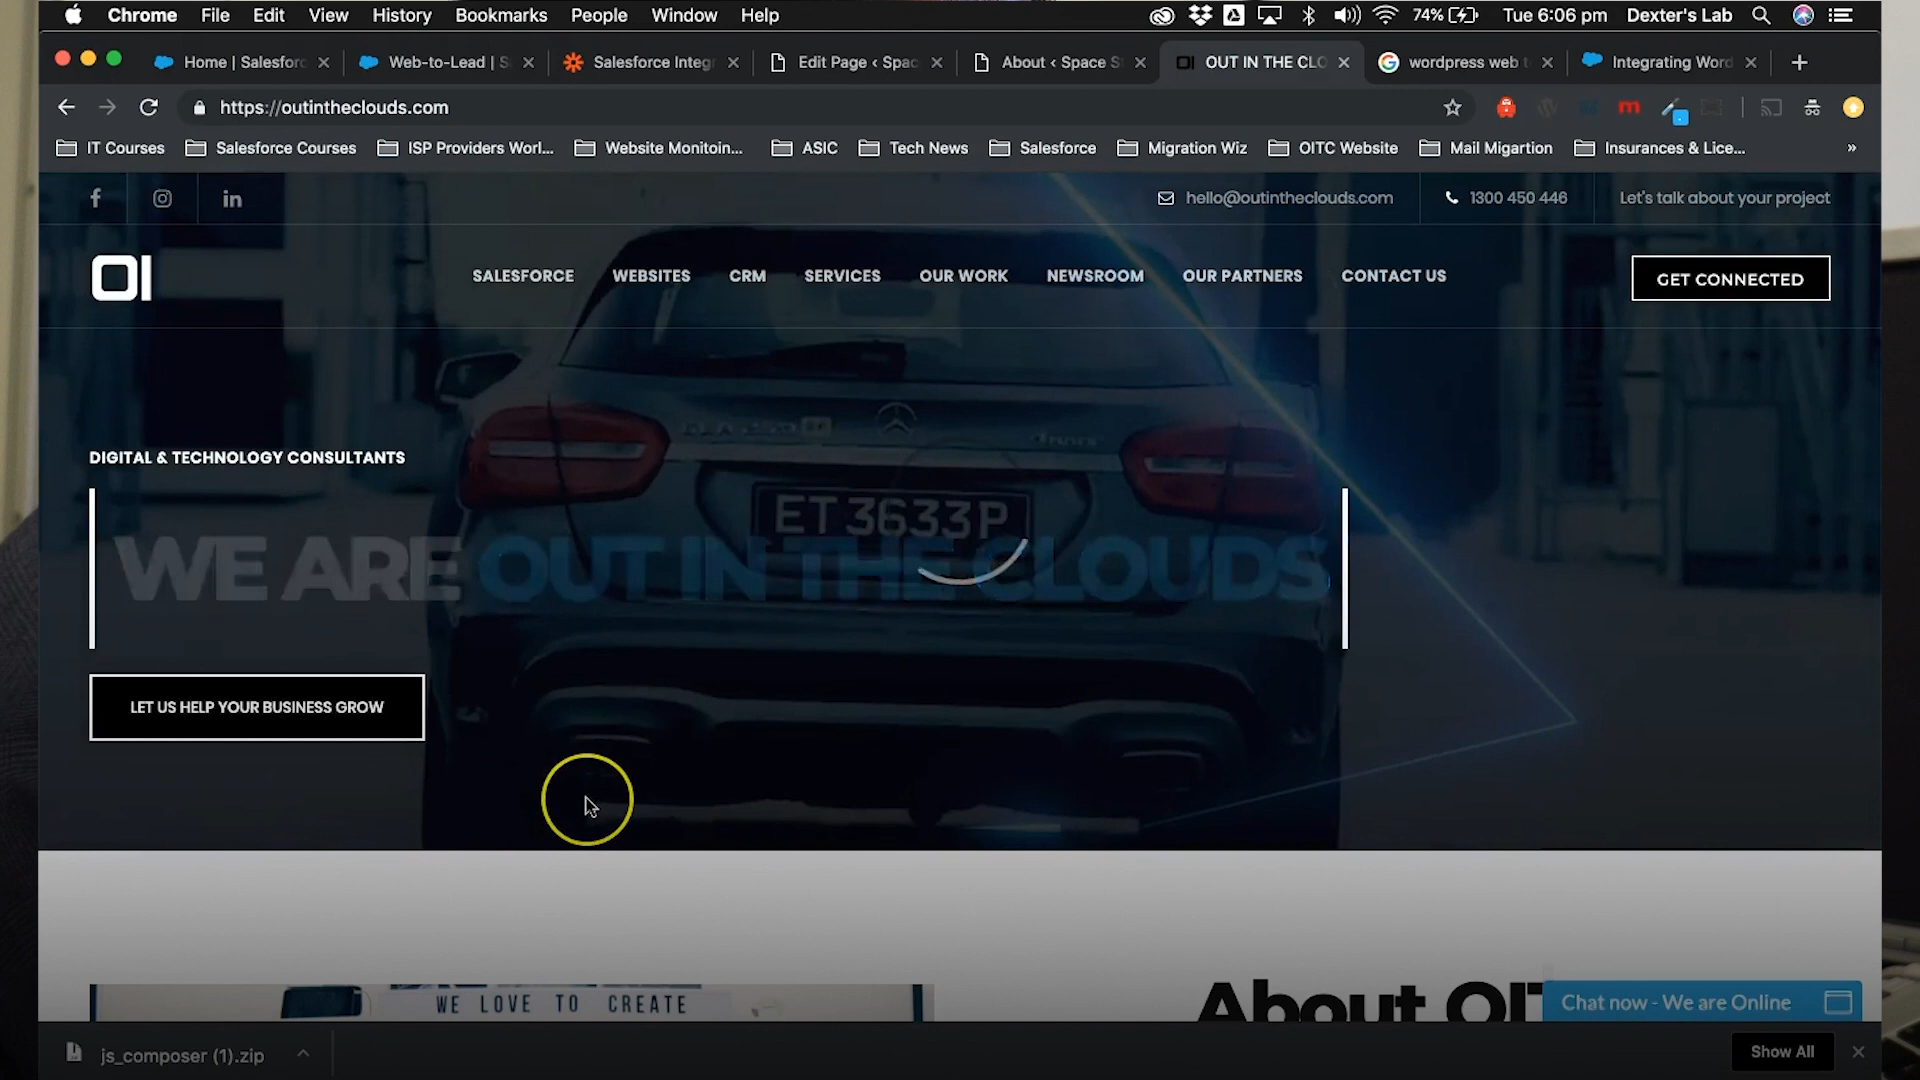 Chrome File Edit View History Bookmarks People Window Help 74% Tue 6:06 pm Dexter's Lab
Home | Salesforc Web-to-Lead | S Salesforce Integ Edit Page ‹ Spac About ‹ Space S OUT IN THE CLO wordpress web t Integrating Word
https://outintheclouds.com
IT Courses Salesforce Courses ISP Providers Worl... Website Monitoin... ASIC Tech News Salesforce Migration Wiz OITC Website Mail Migartion Insurances & Lice... »
hello@outintheclouds.com 1300 450 446 Let's talk about your project
OI SALESFORCE WEBSITES CRM SERVICES OUR WORK NEWSROOM OUR PARTNERS CONTACT US GET CONNECTED
DIGITAL & TECHNOLOGY CONSULTANTS
ET 3633P
WE ARE OUT IN THE CLOUDS
LET US HELP YOUR BUSINESS GROW
WE LOVE TO CREATE
About OIT
Chat now - We are Online
js_composer (1).zip Show All